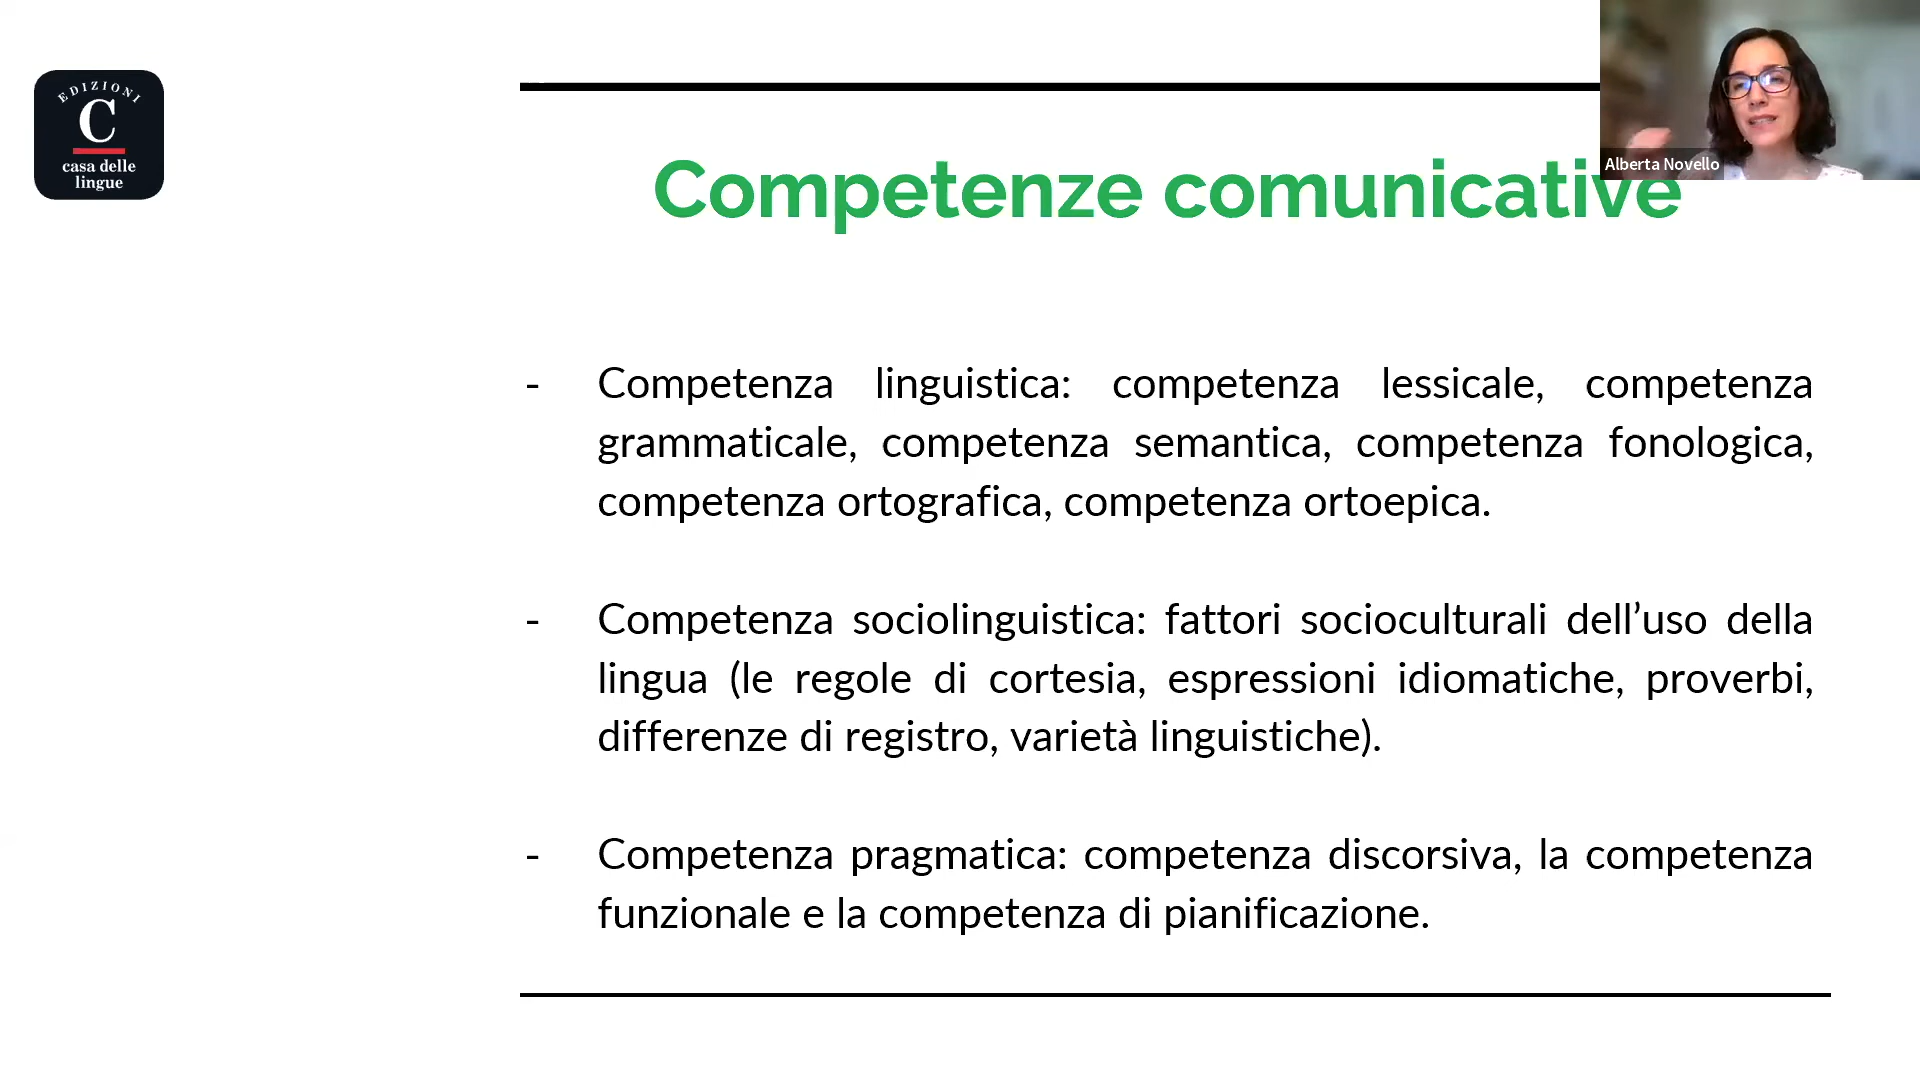 EDIZIONI
C
casa delle
lingue
Alberta Novello
Competenze comunicative
- Competenza linguistica: competenza lessicale, competenza
grammaticale, competenza semantica, competenza fonologica,
competenza ortografica, competenza ortoepica.
- Competenza sociolinguistica: fattori socioculturali dell’uso della
lingua (le regole di cortesia, espressioni idiomatiche, proverbi,
differenze di registro, varietà linguistiche).
- Competenza pragmatica: competenza discorsiva, la competenza
funzionale e la competenza di pianificazione.